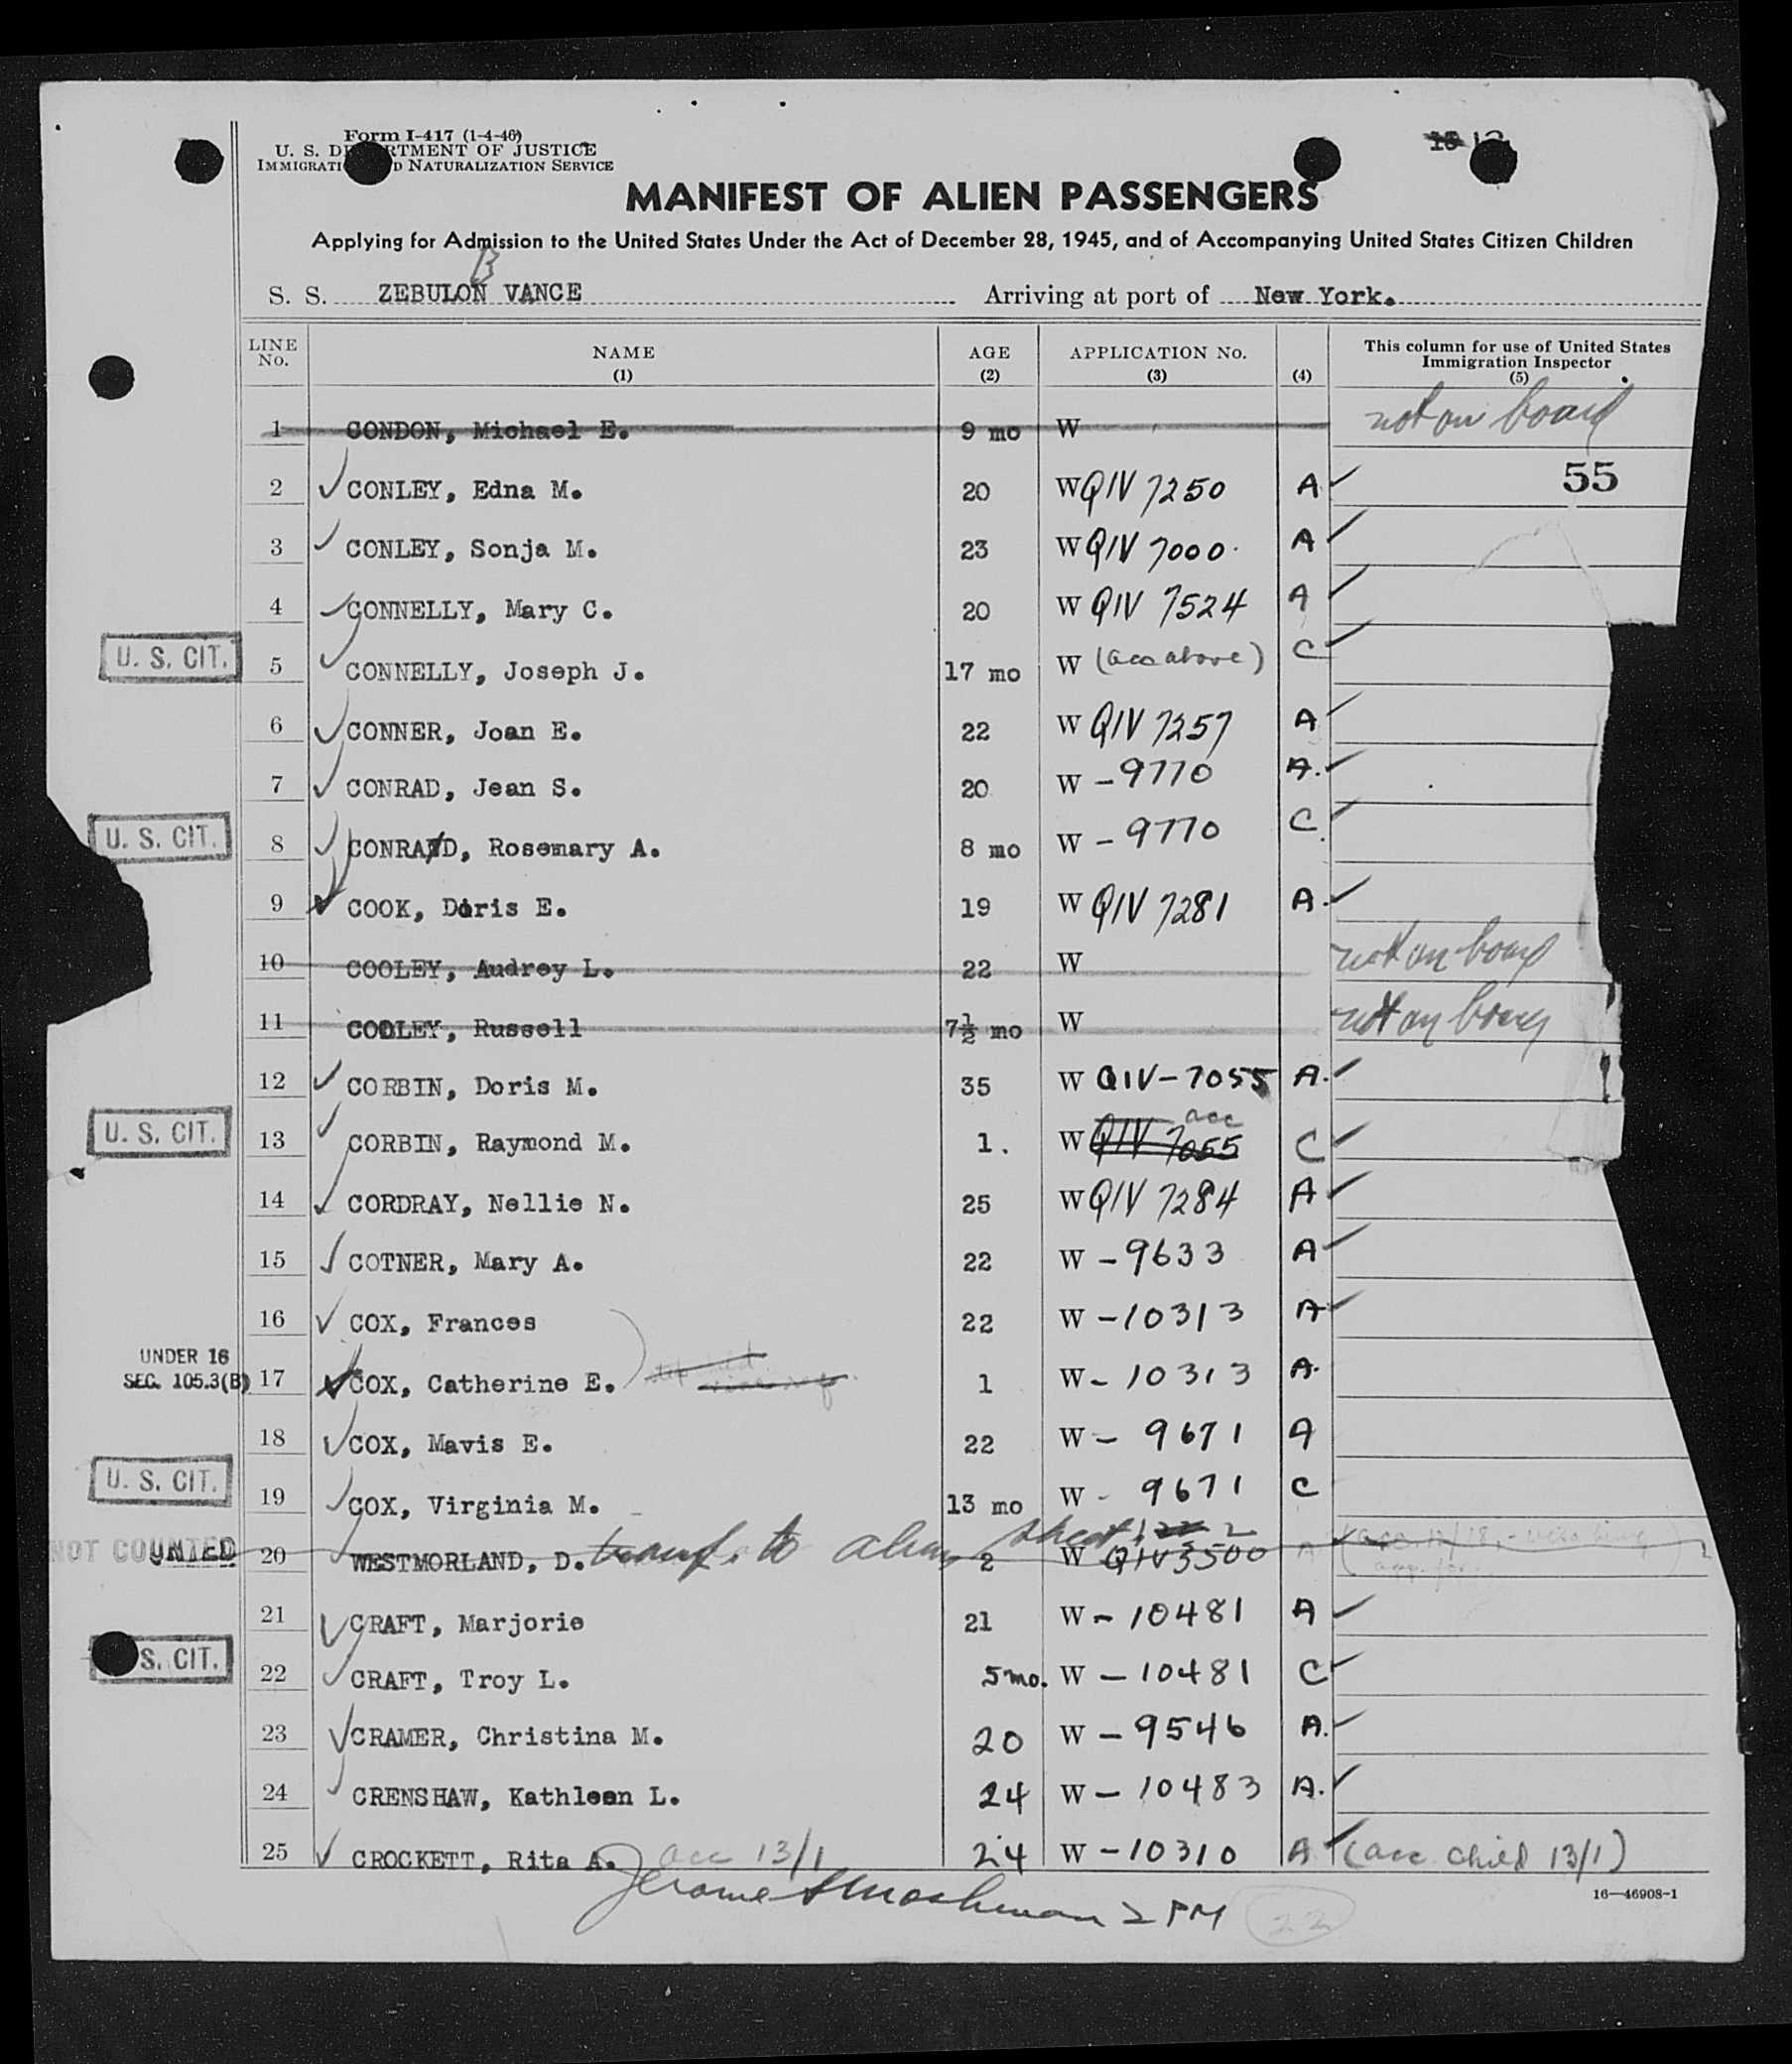 Form I-417 (1-4-46)
U. S. DEPARTMENT OF JUSTICE
IMMIGRATION AND NATURALIZATION SERVICE
MANIFEST OF ALIEN PASSENGERS
Applying for Admission to the United States Under the Act of December 28, 1945, and of Accompanying United States Citizen Children
B
S. S. ZEBULON VANCE Arriving at port of New York.
LINE No. NAME (1) AGE (2) APPLICATION No. (3) (4) This column for use of United States Immigration Inspector (5)
1 CONDON, Michael E. 9 mo W not on board
2 CONLEY, Edna M. 20 W QIV 7250 A 55
3 CONLEY, Sonja M. 23 W QIV 7000 A
4 CONNELLY, Mary C. 20 W QIV 7524 A
U. S. CIT. 5 CONNELLY, Joseph J. 17 mo W (acc above) C
6 CONNER, Joan E. 22 W QIV 7257 A
7 CONRAD, Jean S. 20 W - 9770 A.
U. S. CIT. 8 CONRAD, Rosemary A. 8 mo W - 9770 C
9 COOK, Doris E. 19 W QIV 7281 A.
10 COOLEY, Audrey L. 22 W not on board
11 COOLEY, Russell 7½ mo W not on board
12 CORBIN, Doris M. 35 W QIV-7055 A.
U. S. CIT. 13 CORBIN, Raymond M. 1. W QIV 7055 acc C
14 CORDRAY, Nellie N. 25 W QIV 7284 A
15 COTNER, Mary A. 22 W - 9633 A
16 COX, Frances 22 W - 10313 A
UNDER 16
SEC. 105.3(B) 17 COX, Catherine E. 1 W - 10313 A.
18 COX, Mavis E. 22 W - 9671 A
U. S. CIT. 19 COX, Virginia M. 13 mo W - 9671 C
NOT COUNTED 20 WESTMORLAND, D. transf. to alien sheet 2 2 W QIV 3500 A
21 CRAFT, Marjorie 21 W - 10481 A
S. CIT. 22 CRAFT, Troy L. 5 mo. W - 10481 C
23 CRAMER, Christina M. 20 W - 9546 A.
24 CRENSHAW, Kathleen L. 24 W - 10483 A.
25 CROCKETT, Rita A. acc 13/1 24 W - 10310 A (acc child 13/1)
16—46908-1
Jerome 2 PM 22